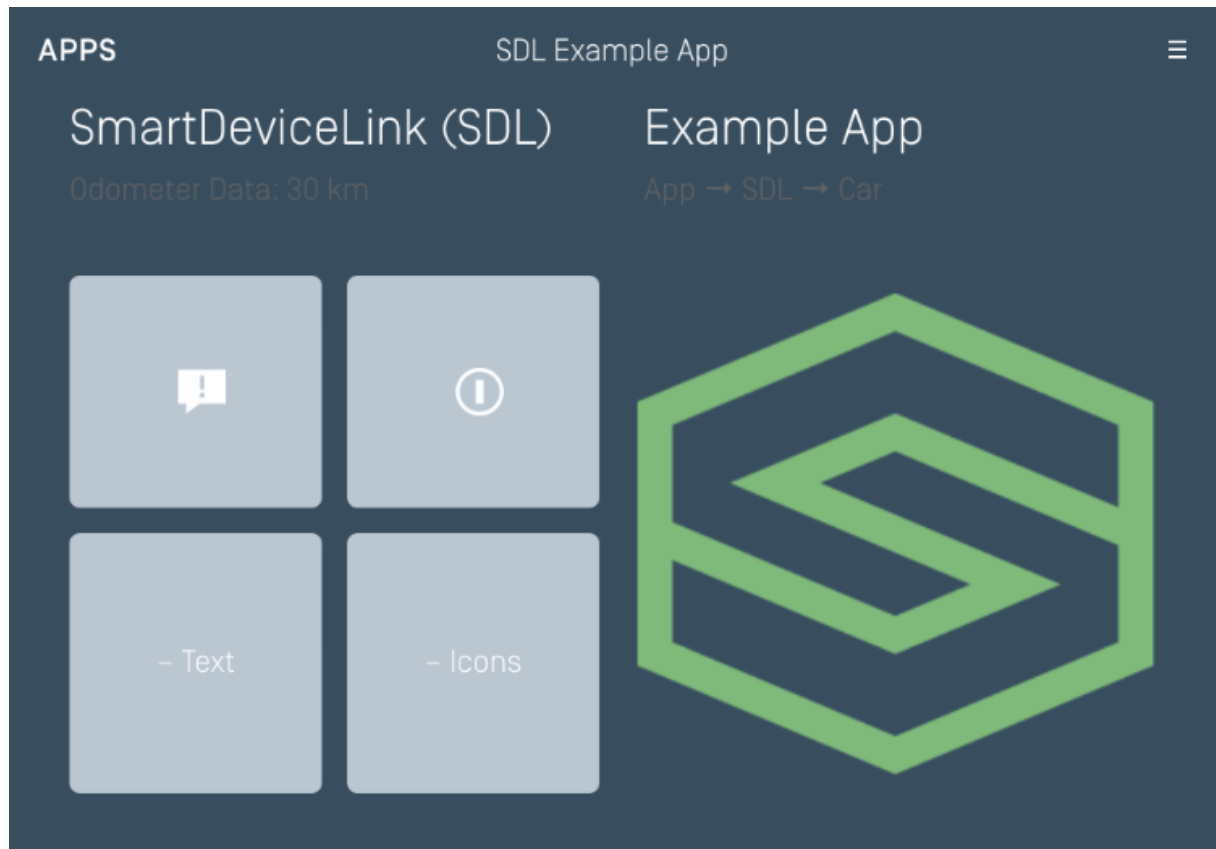 APPS
SDL Example App
SmartDeviceLink (SDL)
Example App
Odometer Data: 30 km
App → SDL → Car
– Text
– Icons